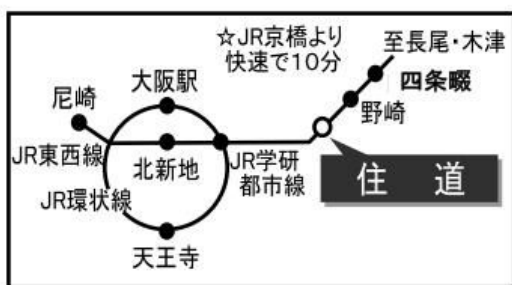 ☆JR京橋より
快速で10分
至長尾・木津
四条畷
野崎
大阪駅
尼崎
JR東西線
北新地
JR学研
都市線
住 道
JR環状線
天王寺